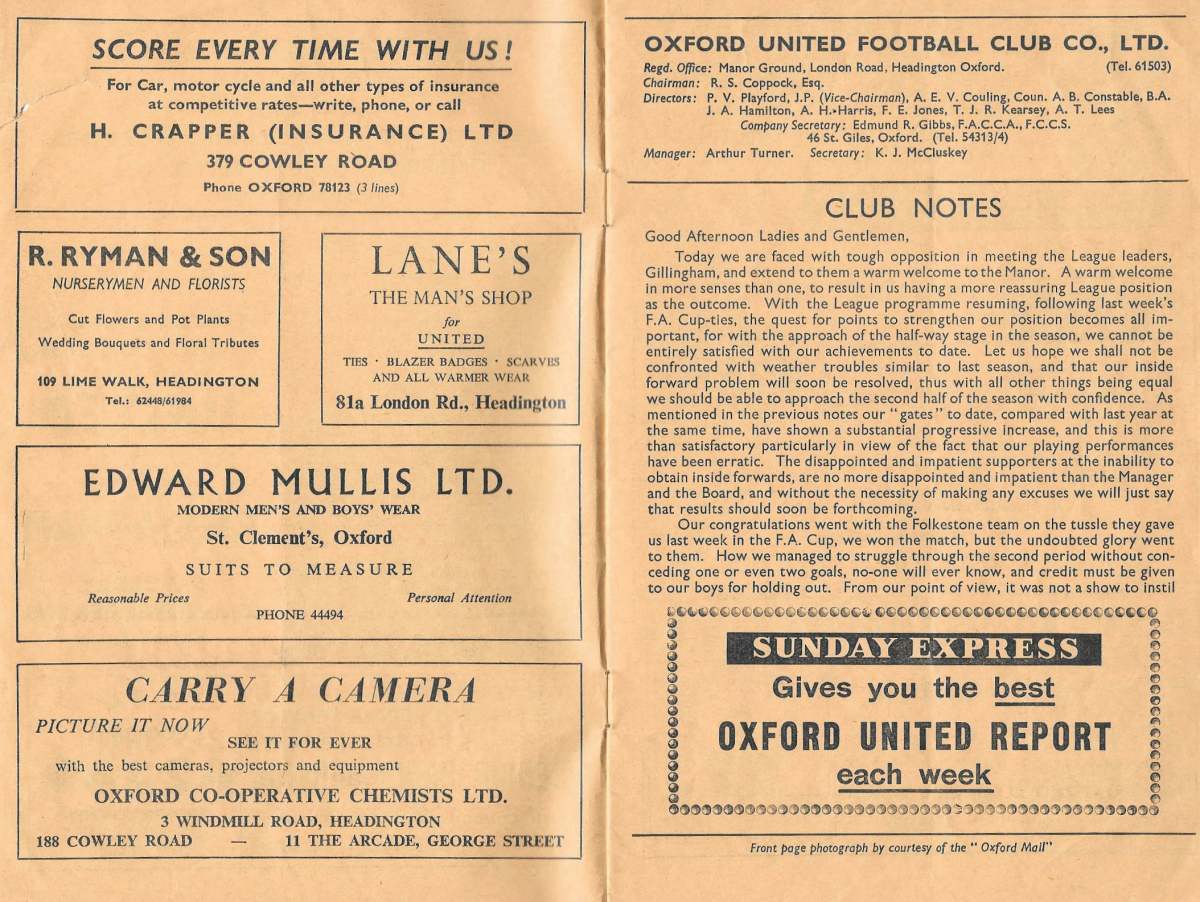 SCORE EVERY TIME WITH US!
For Car, motor cycle and all other types of insurance
at competitive rates—write, phone, or call
H. CRAPPER (INSURANCE) LTD
379 COWLEY ROAD
Phone OXFORD 78123 (3 lines)
R. RYMAN & SON
NURSERYMEN AND FLORISTS
Cut Flowers and Pot Plants
Wedding Bouquets and Floral Tributes
109 LIME WALK, HEADINGTON
Tel.: 62448/61984
LANE'S
THE MAN'S SHOP
for
UNITED
TIES · BLAZER BADGES · SCARVES
AND ALL WARMER WEAR
81a London Rd., Headington
EDWARD MULLIS LTD.
MODERN MEN'S AND BOYS' WEAR
St. Clement's, Oxford
SUITS TO MEASURE
Reasonable Prices Personal Attention
PHONE 44494
CARRY A CAMERA
PICTURE IT NOW
SEE IT FOR EVER
with the best cameras, projectors and equipment
OXFORD CO-OPERATIVE CHEMISTS LTD.
3 WINDMILL ROAD, HEADINGTON
188 COWLEY ROAD — 11 THE ARCADE, GEORGE STREET
OXFORD UNITED FOOTBALL CLUB CO., LTD.
Regd. Office: Manor Ground, London Road, Headington Oxford. (Tel. 61503)
Chairman: R. S. Coppock, Esq.
Directors: P. V. Playford, J.P. (Vice-Chairman), A. E. V. Couling, Coun. A. B. Constable, B.A.
J. A. Hamilton, A. H. Harris, F. E. Jones, T. J. R. Kearsey, A. T. Lees
Company Secretary: Edmund R. Gibbs, F.A.C.C.A., F.C.C.S.
46 St. Giles, Oxford. (Tel. 54313/4)
Manager: Arthur Turner. Secretary: K. J. McCluskey
CLUB NOTES
Good Afternoon Ladies and Gentlemen,
Today we are faced with tough opposition in meeting the League leaders,
Gillingham, and extend to them a warm welcome to the Manor. A warm welcome
in more senses than one, to result in us having a more reassuring League position
as the outcome. With the League programme resuming, following last week's
F.A. Cup-ties, the quest for points to strengthen our position becomes all im-
portant, for with the approach of the half-way stage in the season, we cannot be
entirely satisfied with our achievements to date. Let us hope we shall not be
confronted with weather troubles similar to last season, and that our inside
forward problem will soon be resolved, thus with all other things being equal
we should be able to approach the second half of the season with confidence. As
mentioned in the previous notes our "gates" to date, compared with last year at
the same time, have shown a substantial progressive increase, and this is more
than satisfactory particularly in view of the fact that our playing performances
have been erratic. The disappointed and impatient supporters at the inability to
obtain inside forwards, are no more disappointed and impatient than the Manager
and the Board, and without the necessity of making any excuses we will just say
that results should soon be forthcoming.
Our congratulations went with the Folkestone team on the tussle they gave
us last week in the F.A. Cup, we won the match, but the undoubted glory went
to them. How we managed to struggle through the second period without con-
ceding one or even two goals, no-one will ever know, and credit must be given
to our boys for holding out. From our point of view, it was not a show to instil
SUNDAY EXPRESS
Gives you the best
OXFORD UNITED REPORT
each week
Front page photograph by courtesy of the "Oxford Mail"